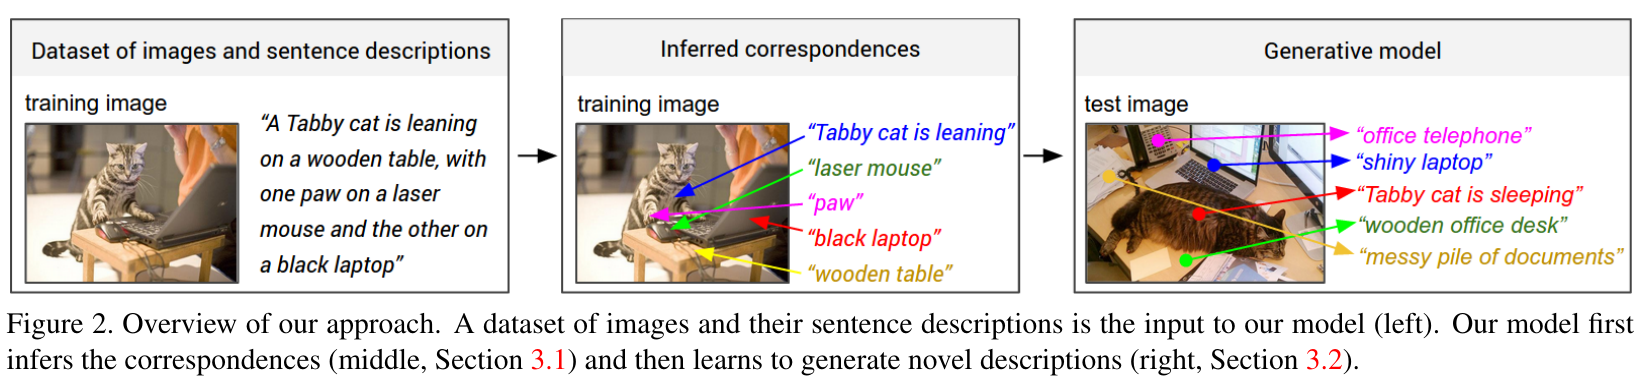 Dataset of images and sentence descriptions
training image
“A Tabby cat is leaning
on a wooden table, with
one paw on a laser
mouse and the other on
a black laptop”
Inferred correspondences
training image
“Tabby cat is leaning”
“laser mouse”
“paw”
“black laptop”
“wooden table”
Generative model
test image
“office telephone”
“shiny laptop”
“Tabby cat is sleeping”
“wooden office desk”
“messy pile of documents”
Figure 2. Overview of our approach. A dataset of images and their sentence descriptions is the input to our model (left). Our model first
infers the correspondences (middle, Section 3.1) and then learns to generate novel descriptions (right, Section 3.2).